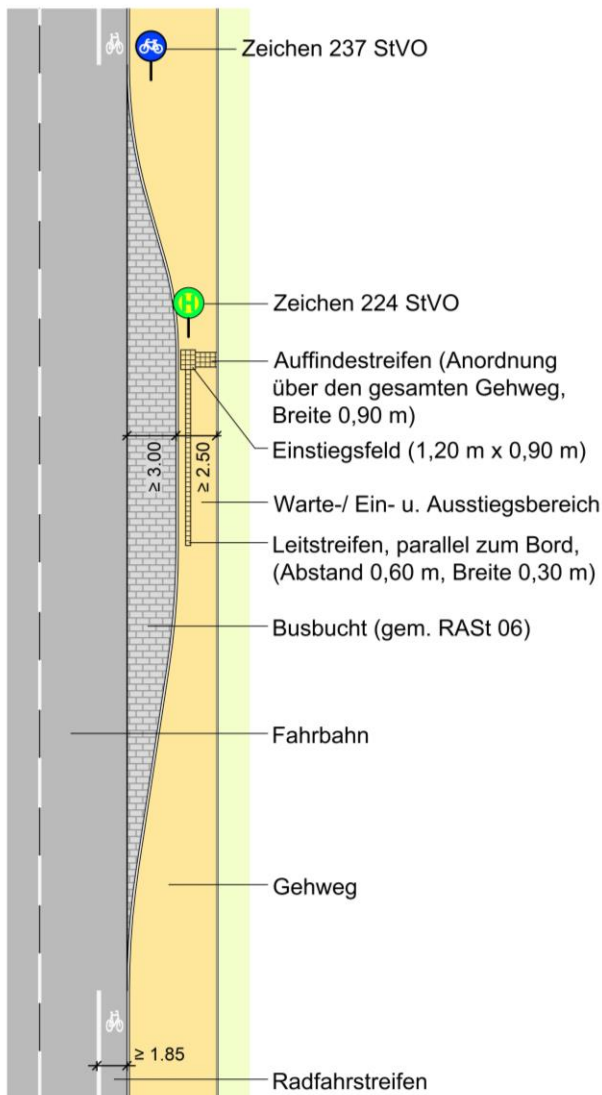 Zeichen 237 StVO
H
Zeichen 224 StVO
Auffindestreifen (Anordnung
über den gesamten Gehweg,
Breite 0,90 m)
≥ 3.00
≥ 2.50
Einstiegsfeld (1,20 m x 0,90 m)
Warte-/ Ein- u. Ausstiegsbereich
Leitstreifen, parallel zum Bord,
(Abstand 0,60 m, Breite 0,30 m)
Busbucht (gem. RASt 06)
Fahrbahn
Gehweg
≥ 1.85
Radfahrstreifen